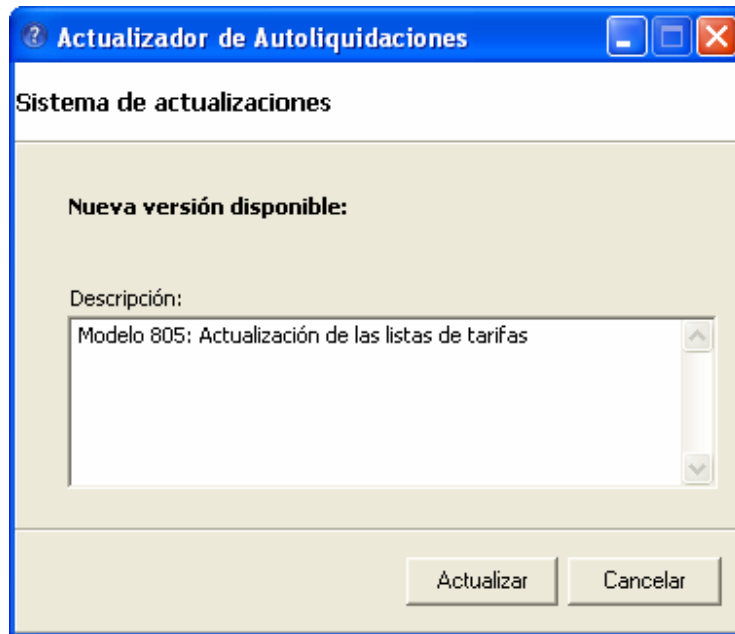 Actualizador de Autoliquidaciones
Sistema de actualizaciones
Nueva versión disponible:
Descripción:
Modelo 805: Actualización de las listas de tarifas
Actualizar Cancelar